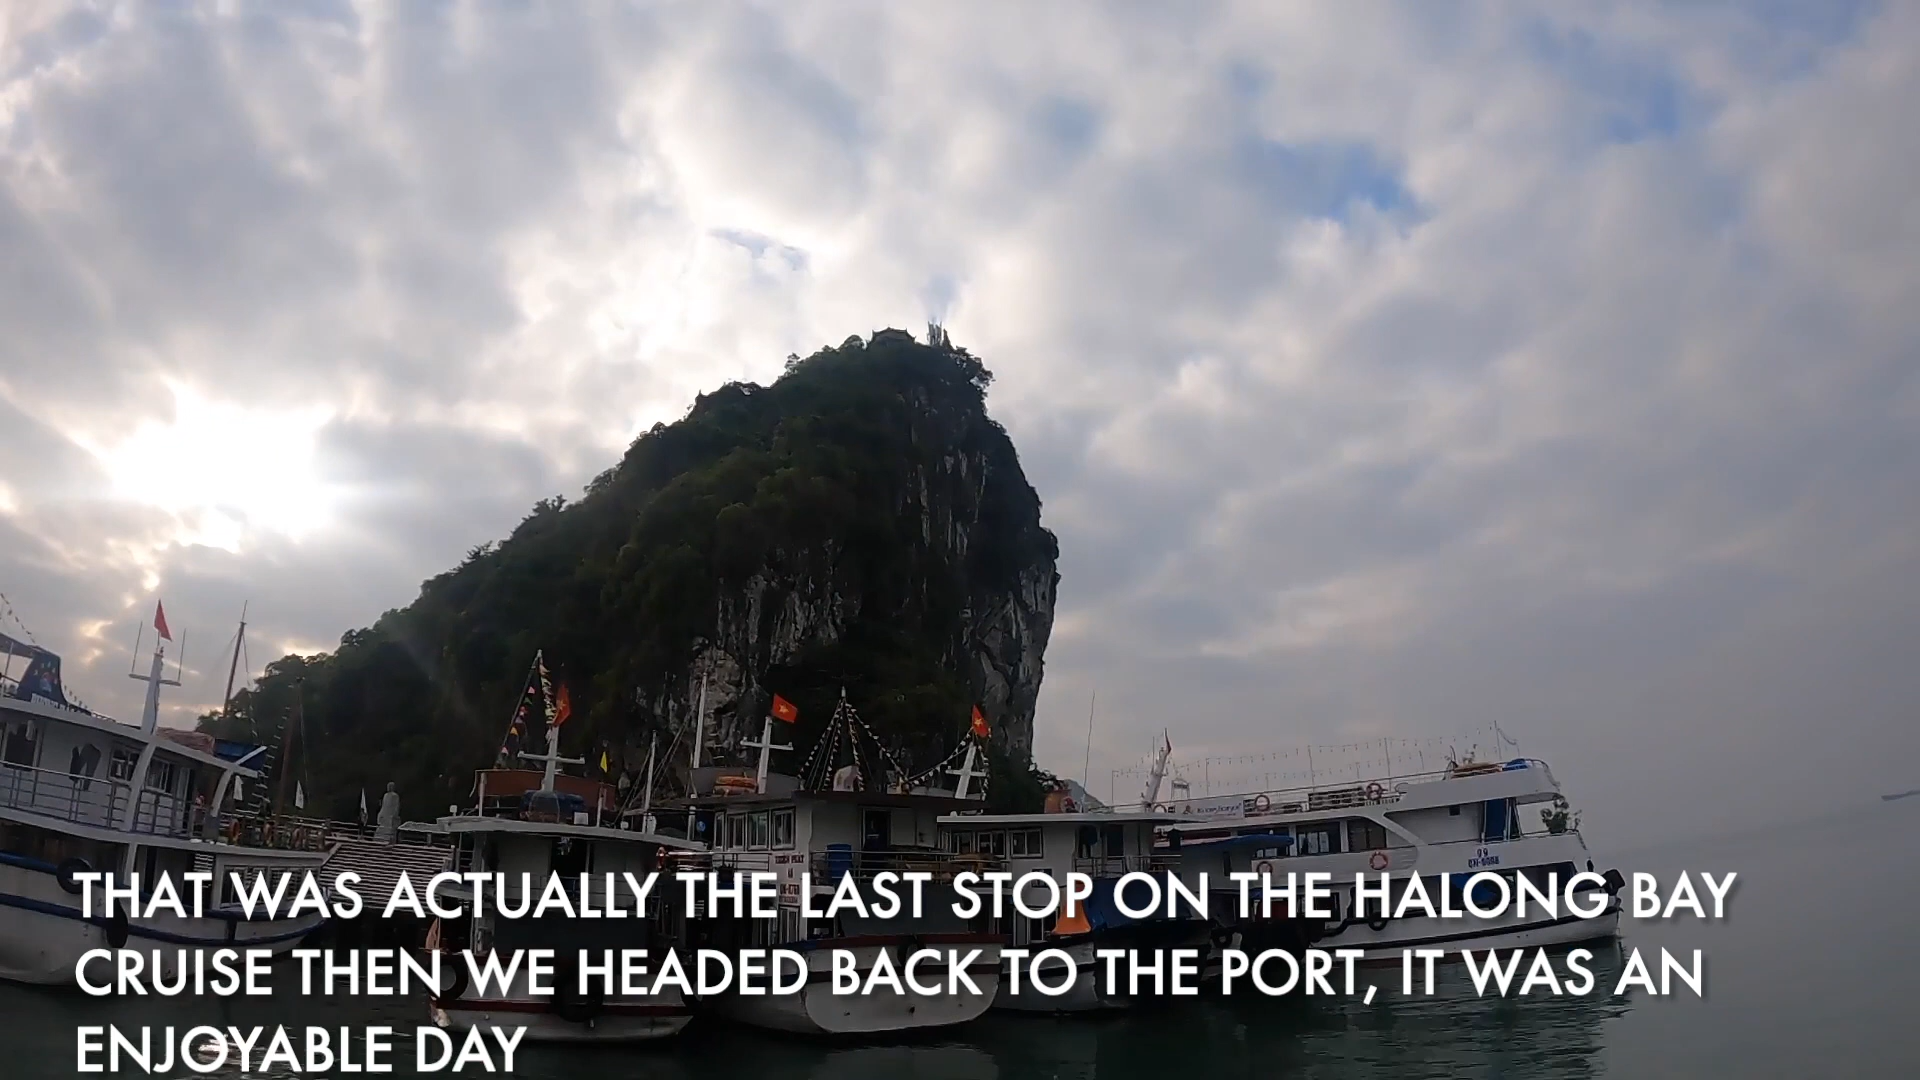 THAT WAS ACTUALLY THE LAST STOP ON THE HALONG BAY
CRUISE THEN WE HEADED BACK TO THE PORT, IT WAS AN
ENJOYABLE DAY